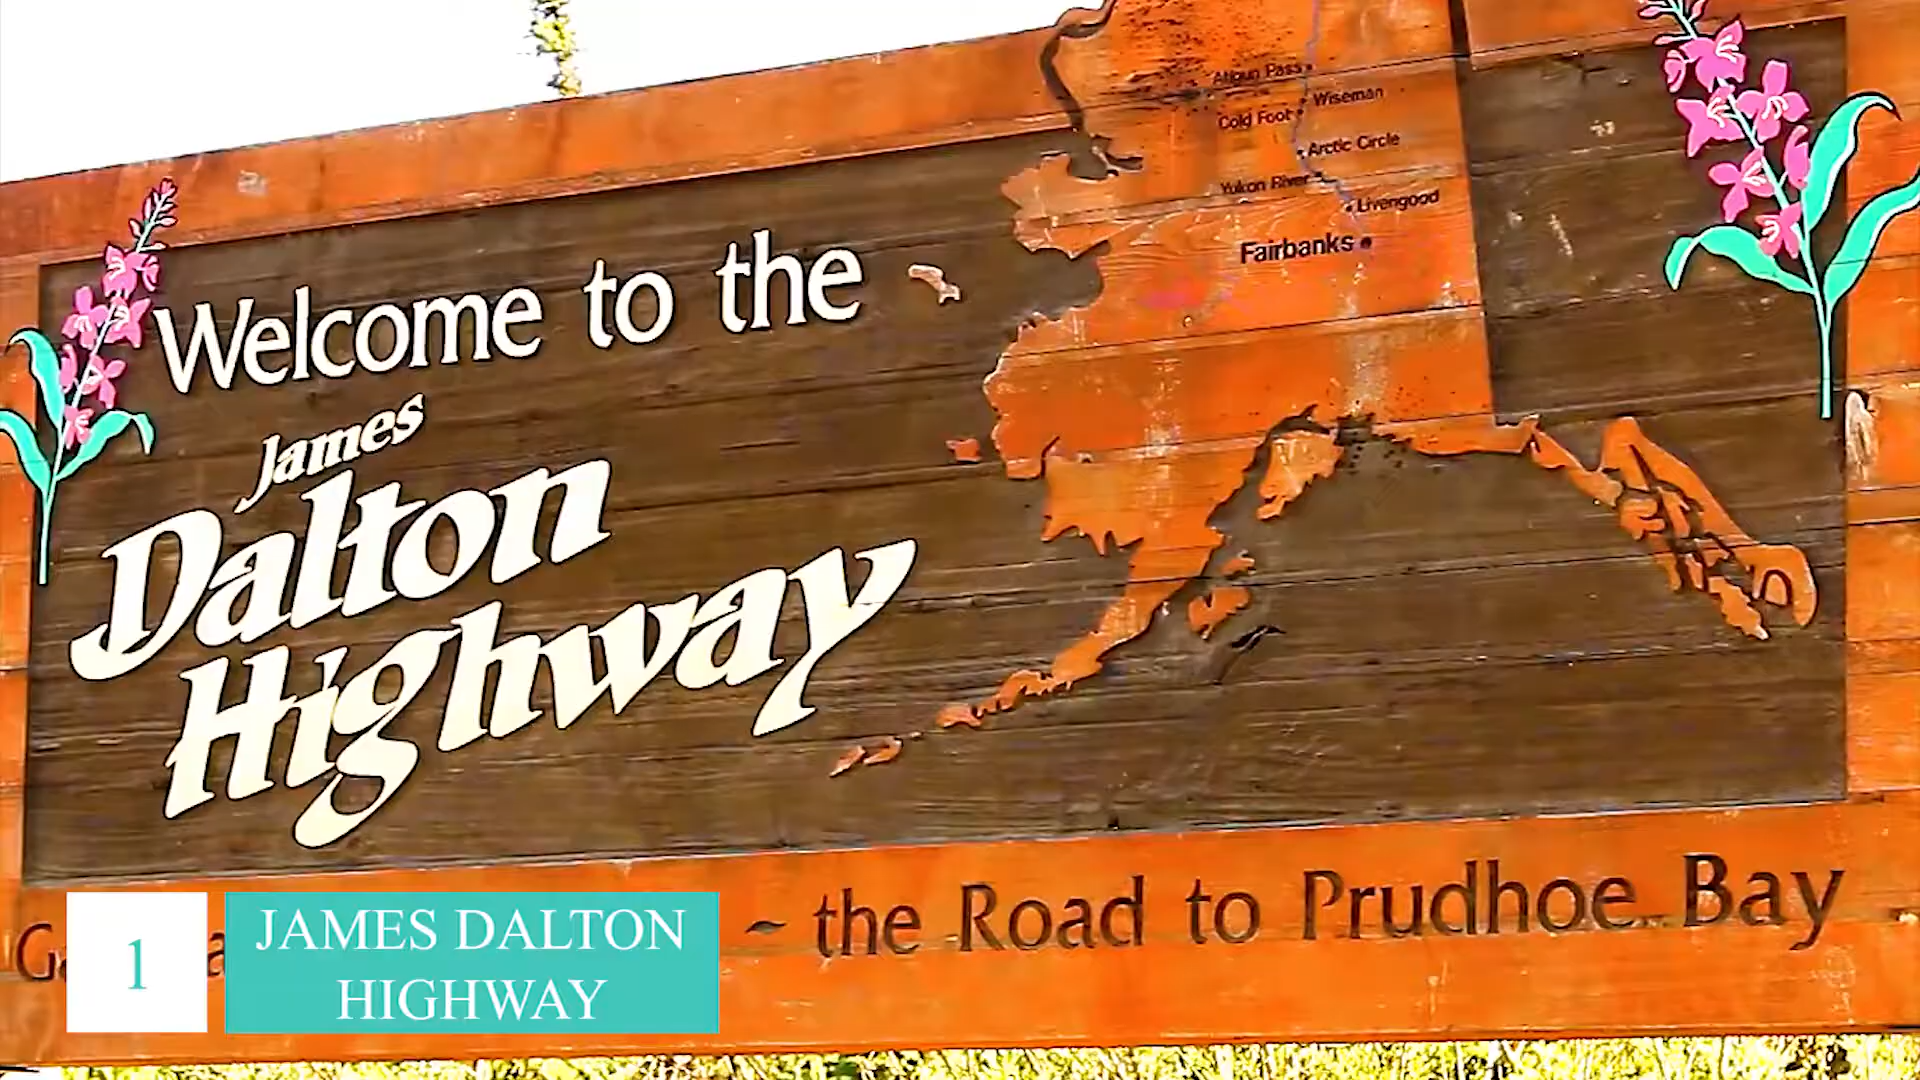 Welcome to the
James
Dalton
Highway
Atigun Pass
Wiseman
Cold Foot
Arctic Circle
Yukon River
Livengood
Fairbanks
~ the Road to Prudhoe Bay
1
JAMES DALTON
HIGHWAY